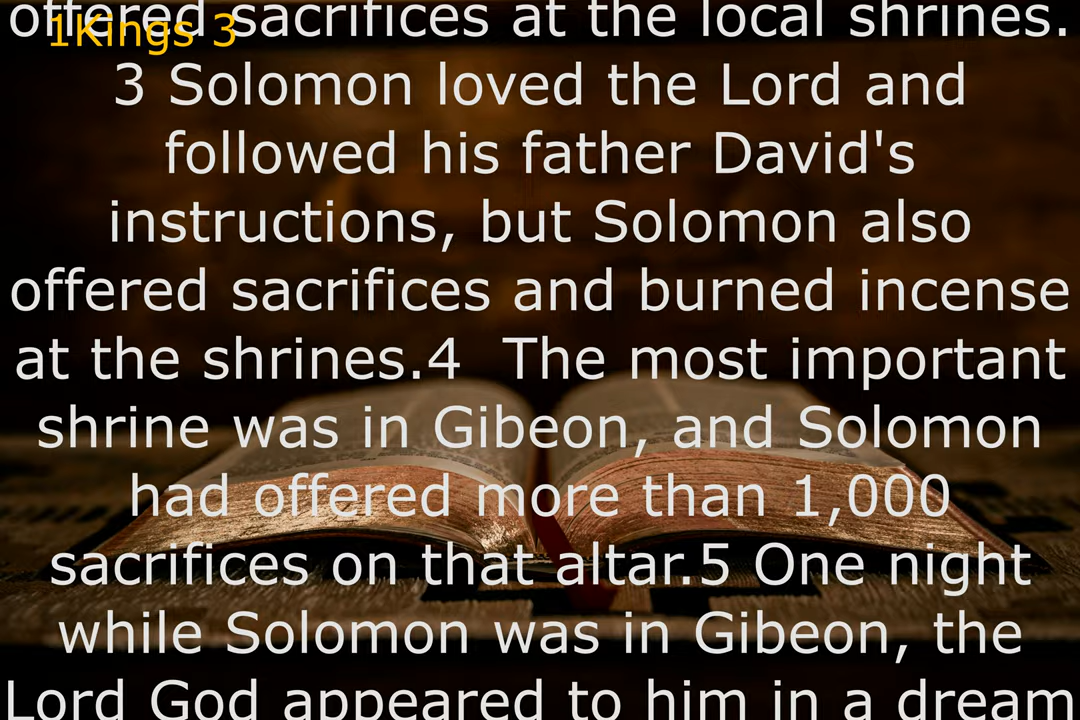 offered sacrifices at the local shrines.
1Kings 3
3 Solomon loved the Lord and
followed his father David's
instructions, but Solomon also
offered sacrifices and burned incense
at the shrines.4  The most important
shrine was in Gibeon, and Solomon
had offered more than 1,000
sacrifices on that altar.5 One night
while Solomon was in Gibeon, the
Lord God appeared to him in a dream